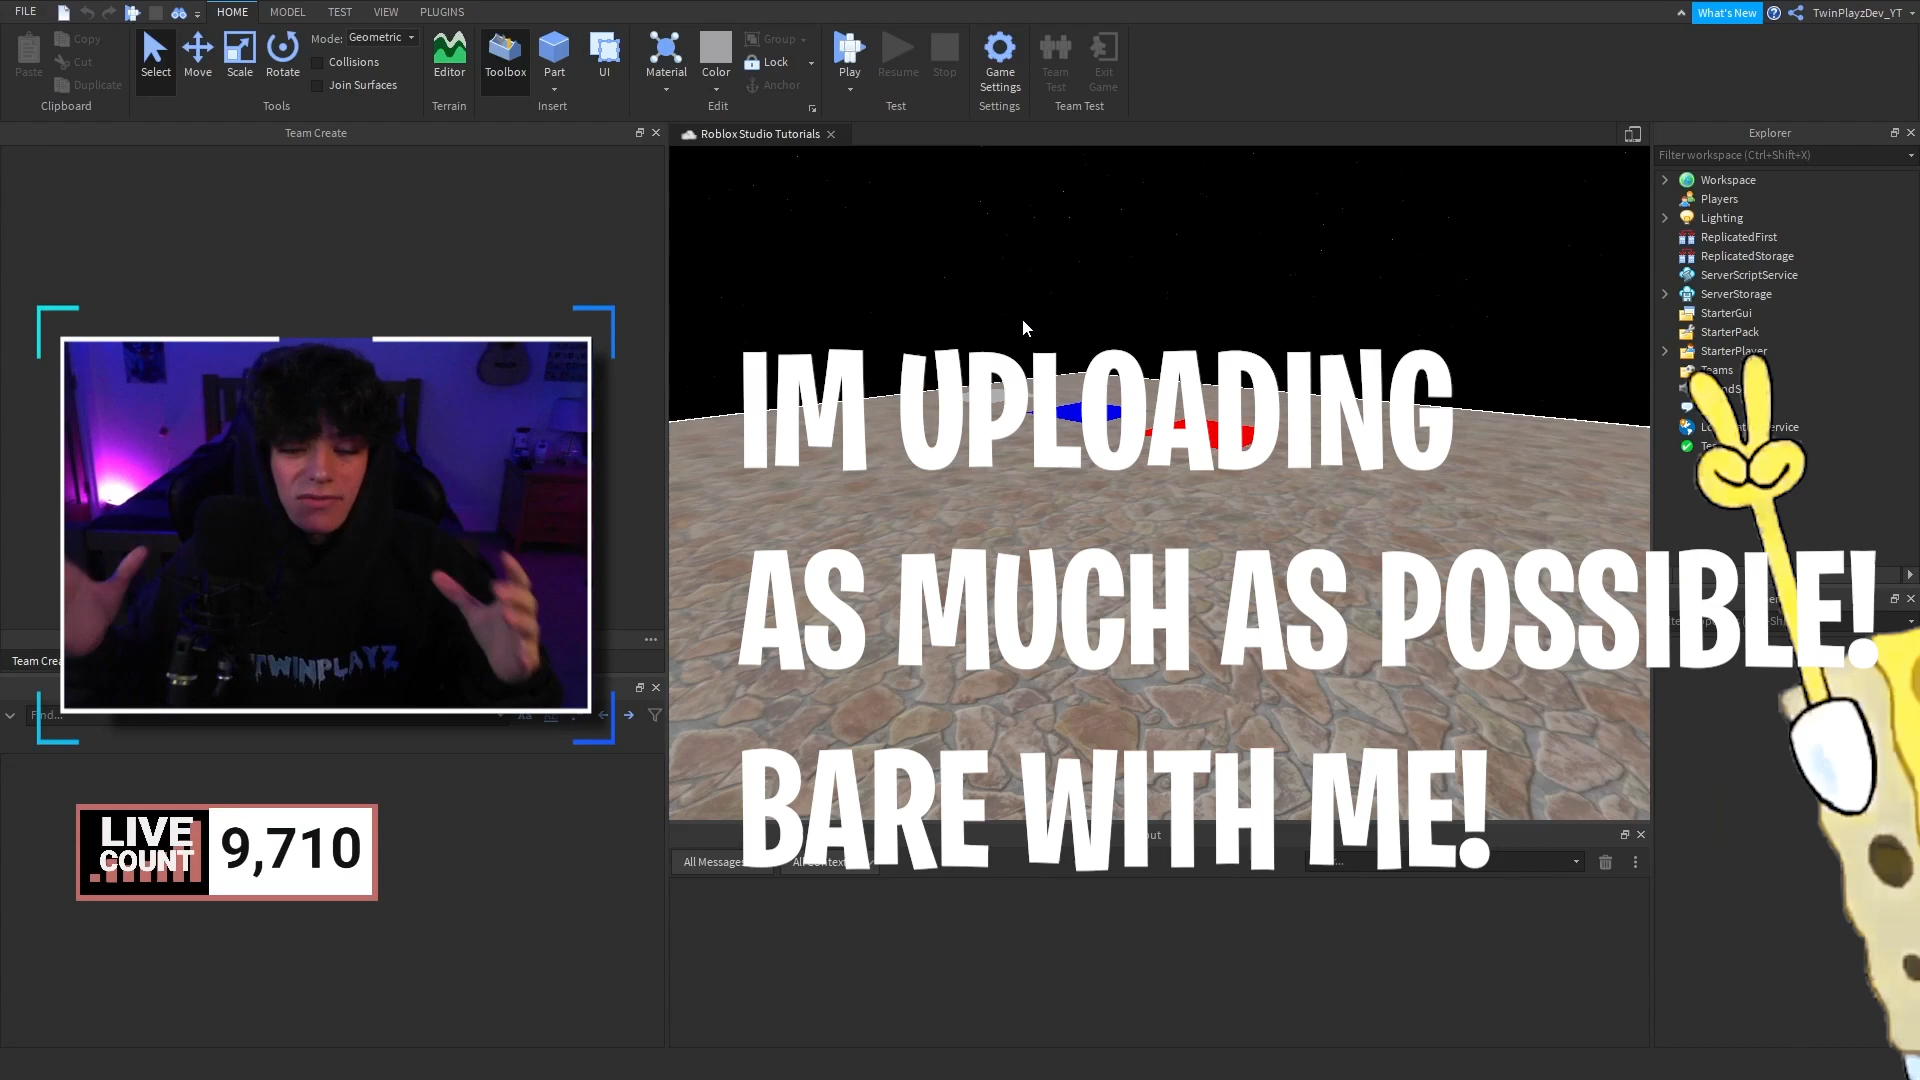 FILE
HOME
MODEL
TEST
VIEW
PLUGINS
What's New
TwinPlayzDev_YT
Paste
Copy
Cut
Duplicate
Clipboard
Select
Move
Scale
Rotate
Mode: Geometric
Collisions
Join Surfaces
Tools
Editor
Terrain
Toolbox
Part
UI
Insert
Material
Color
Group
Lock
Anchor
Edit
Play
Resume
Stop
Test
Game
Settings
Settings
Team
Test
Exit
Game
Team Test
Team Create
Roblox Studio Tutorials
Explorer
Filter workspace (Ctrl+Shift+X)
Workspace
Players
Lighting
ReplicatedFirst
ReplicatedStorage
ServerScriptService
ServerStorage
StarterGui
StarterPack
StarterPlayer
Teams
IM UPLOADING
AS MUCH AS POSSIBLE!
BARE WITH ME!
TWINPLAYZ
Find...
LIVE
COUNT
9,710
All Messages